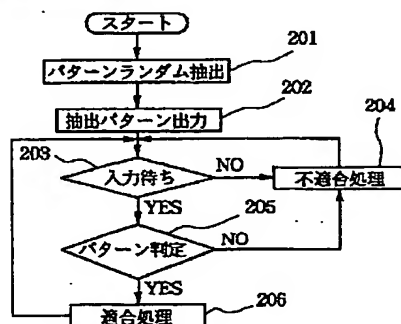 スタート
201
パターンランダム抽出
202
抽出パターン出力
203
204
入力待ち
NO
不適合処理
YES
205
パターン判定
NO
YES
206
適合処理